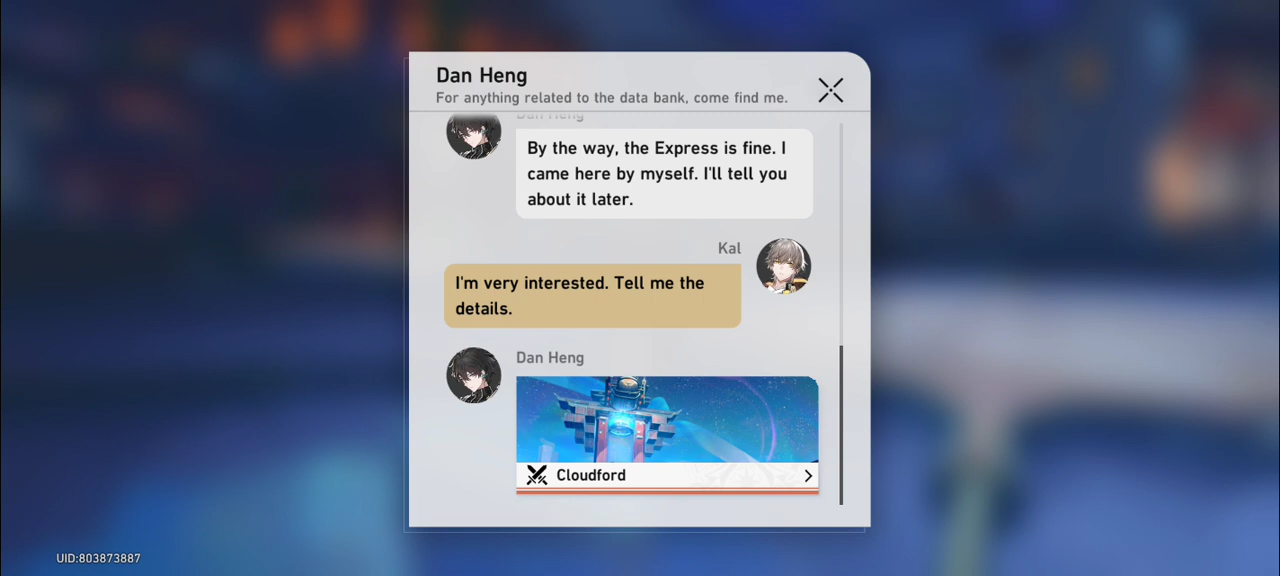 Dan Heng
For anything related to the data bank, come find me.
Dan Heng
By the way, the Express is fine. I
came here by myself. I'll tell you
about it later.
Kal
I'm very interested. Tell me the
details.
Dan Heng
Cloudford
UID:803873887